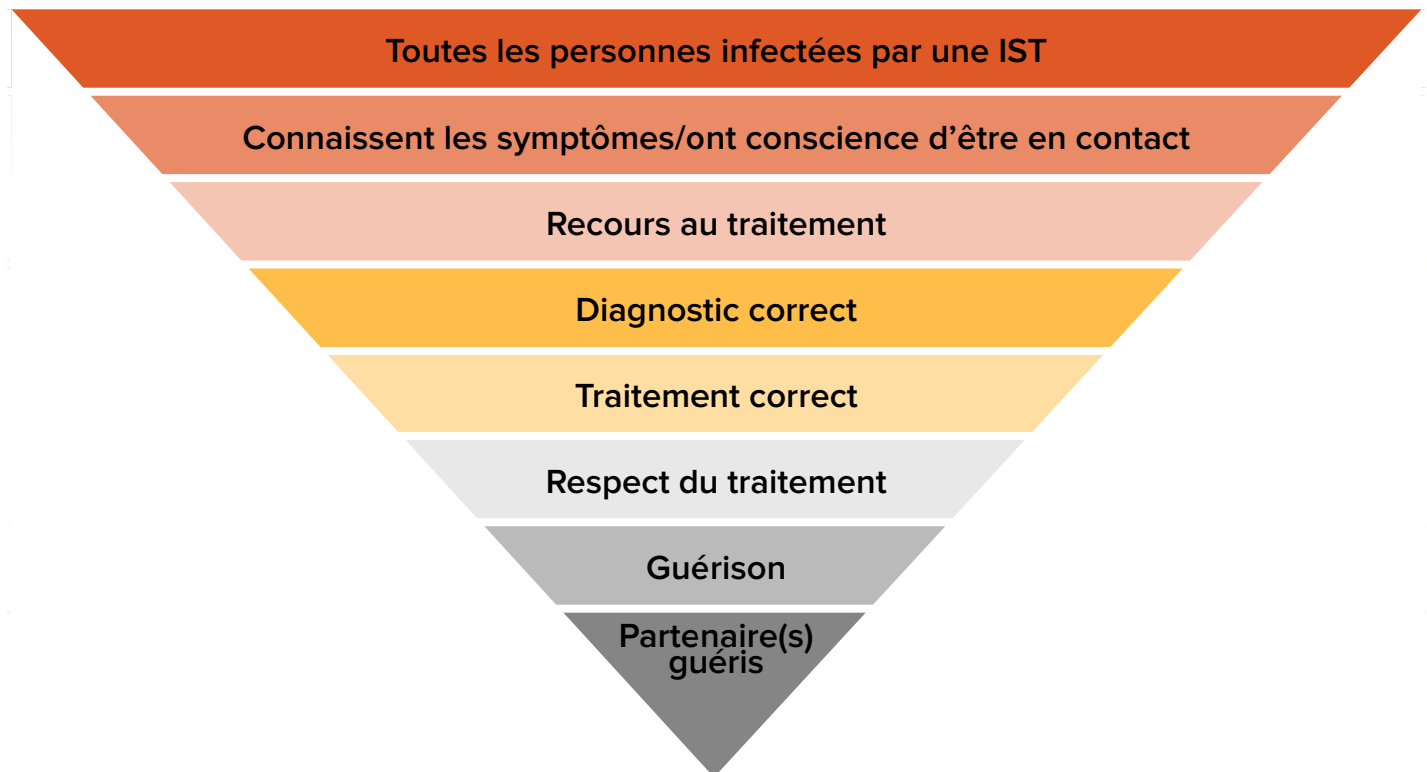 Toutes les personnes infectées par une IST
Connaissent les symptômes/ont conscience d’être en contact
Recours au traitement
Diagnostic correct
Traitement correct
Respect du traitement
Guérison
Partenaire(s)
guéris